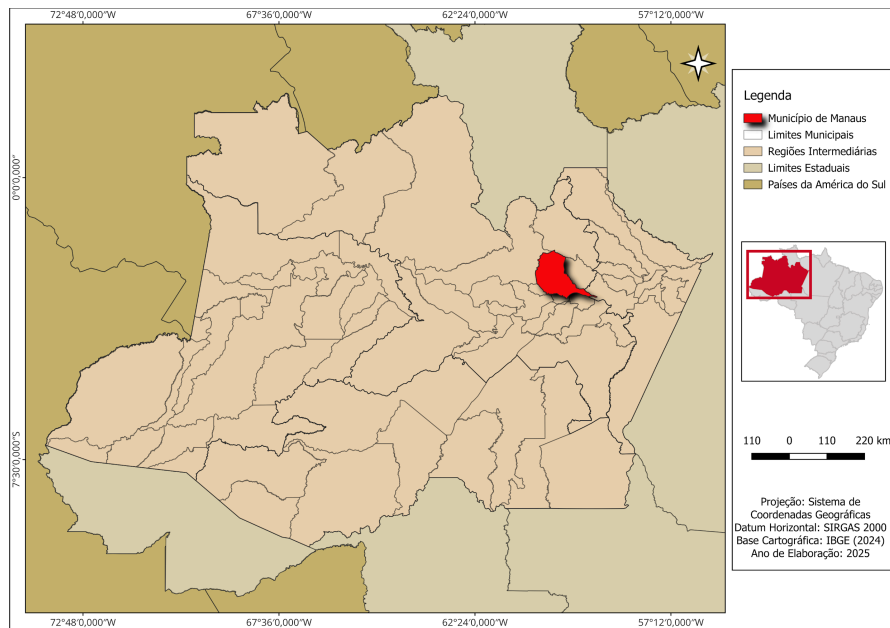 72°48'0,000"W
67°36'0,000"W
62°24'0,000"W
57°12'0,000"W
0°0'0,000"
7°30'0,000"S
Legenda
Município de Manaus
Limites Municipais
Regiões Intermediárias
Limites Estaduais
Países da América do Sul
110 0 110 220 km
Projeção: Sistema de
Coordenadas Geográficas
Datum Horizontal: SIRGAS 2000
Base Cartográfica: IBGE (2024)
Ano de Elaboração: 2025
72°48'0,000"W
67°36'0,000"W
62°24'0,000"W
57°12'0,000"W